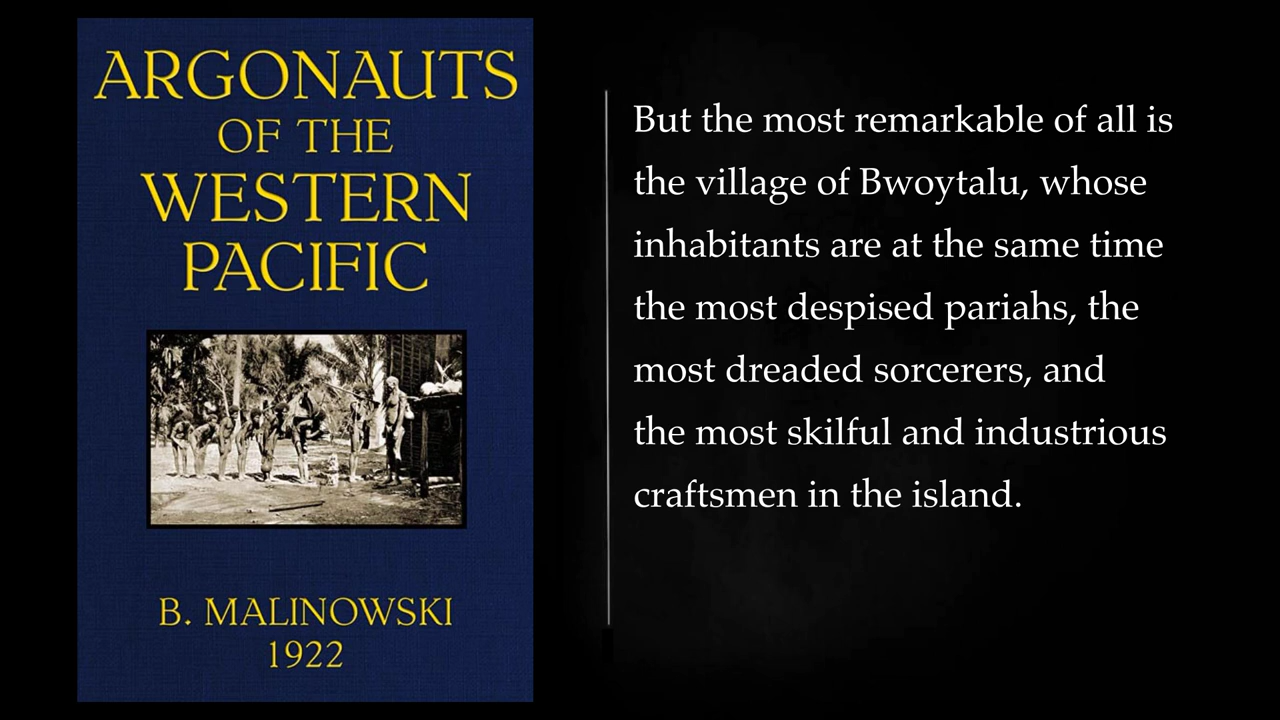 ARGONAUTS
OF THE
WESTERN
PACIFIC
B. MALINOWSKI
1922
But the most remarkable of all is
the village of Bwoytalu, whose
inhabitants are at the same time
the most despised pariahs, the
most dreaded sorcerers, and
the most skilful and industrious
craftsmen in the island.